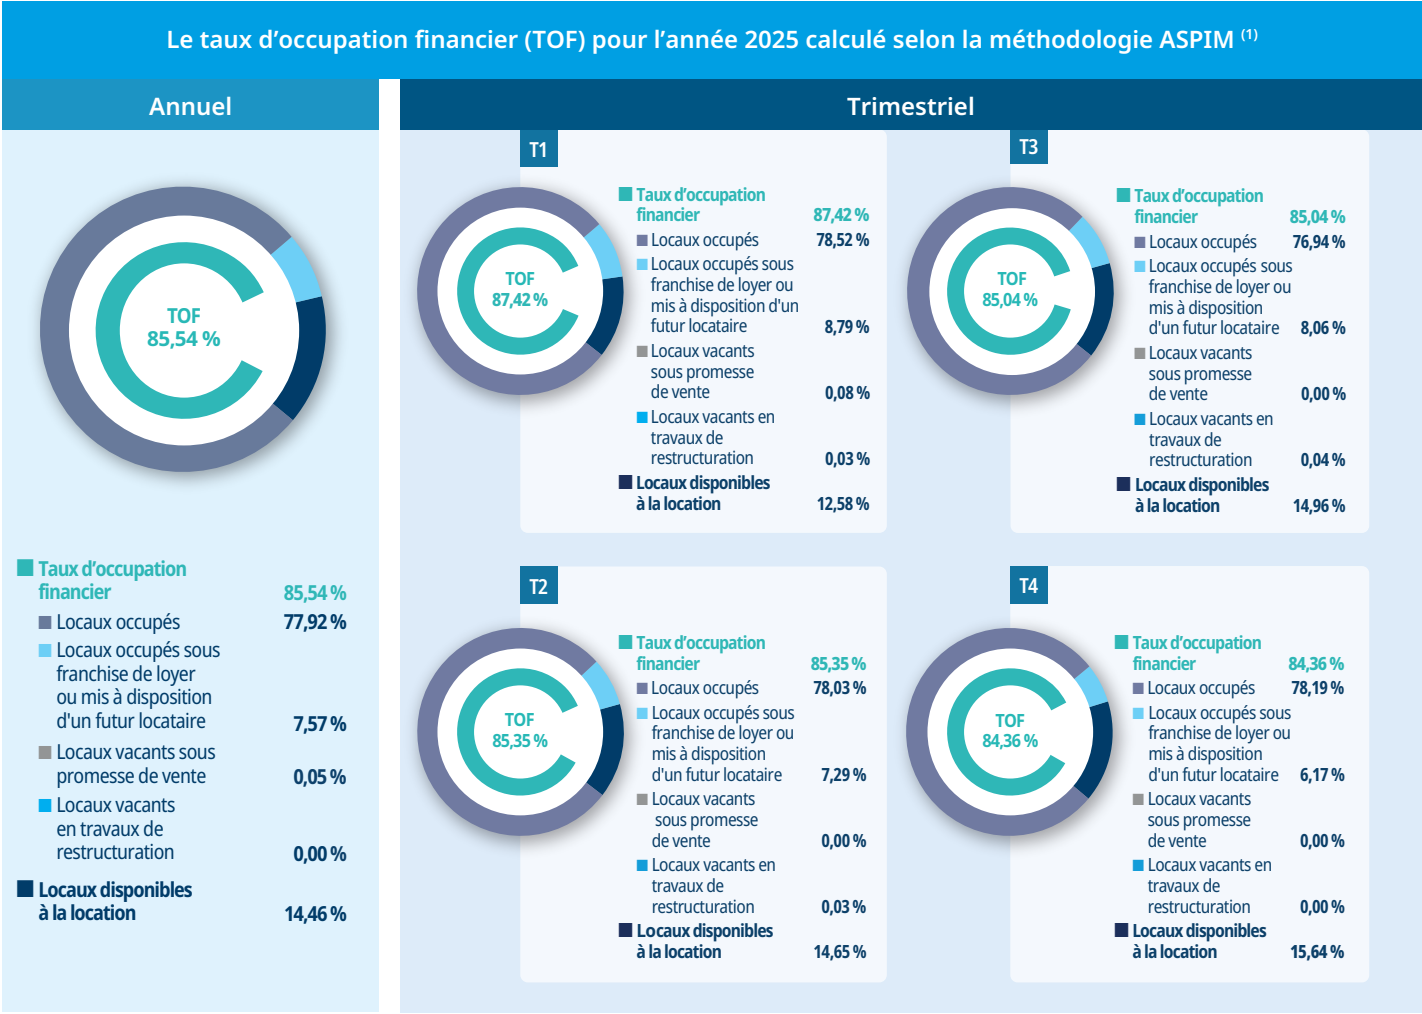 Le taux d'occupation financier (TOF) pour l'année 2025 calculé selon la méthodologie ASPIM (1)
Annuel
TOF
85,54 %
Taux d'occupation
financier 85,54 %
Locaux occupés 77,92 %
Locaux occupés sous
franchise de loyer
ou mis à disposition
d'un futur locataire 7,57 %
Locaux vacants sous
promesse de vente 0,05 %
Locaux vacants
en travaux de
restructuration 0,00 %
Locaux disponibles
à la location 14,46 %
Trimestriel
T1
TOF
87,42 %
Taux d'occupation
financier 87,42 %
Locaux occupés 78,52 %
Locaux occupés sous
franchise de loyer ou
mis à disposition d'un
futur locataire 8,79 %
Locaux vacants
sous promesse
de vente 0,08 %
Locaux vacants en
travaux de
restructuration 0,03 %
Locaux disponibles
à la location 12,58 %
T2
TOF
85,35 %
Taux d'occupation
financier 85,35 %
Locaux occupés 78,03 %
Locaux occupés sous
franchise de loyer ou
mis à disposition
d'un futur locataire 7,29 %
Locaux vacants
sous promesse
de vente 0,00 %
Locaux vacants en
travaux de
restructuration 0,03 %
Locaux disponibles
à la location 14,65 %
T3
TOF
85,04 %
Taux d'occupation
financier 85,04 %
Locaux occupés 76,94 %
Locaux occupés sous
franchise de loyer ou
mis à disposition
d'un futur locataire 8,06 %
Locaux vacants
sous promesse
de vente 0,00 %
Locaux vacants en
travaux de
restructuration 0,04 %
Locaux disponibles
à la location 14,96 %
T4
TOF
84,36 %
Taux d'occupation
financier 84,36 %
Locaux occupés 78,19 %
Locaux occupés sous
franchise de loyer ou
mis à disposition
d'un futur locataire 6,17 %
Locaux vacants
sous promesse
de vente 0,00 %
Locaux vacants en
travaux de
restructuration 0,00 %
Locaux disponibles
à la location 15,64 %